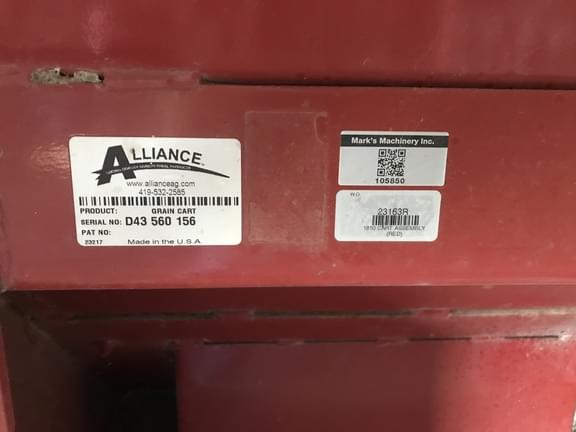 ALLIANCE
www.allianceag.com
419-532-2585
PRODUCT: GRAIN CART
SERIAL NO: D43 560 156
PAT NO:
23217 Made in the U.S.A.
Mark's Machinery Inc.
105850
W.O.
23163R
1810 CART ASSEMBLY
(RED)